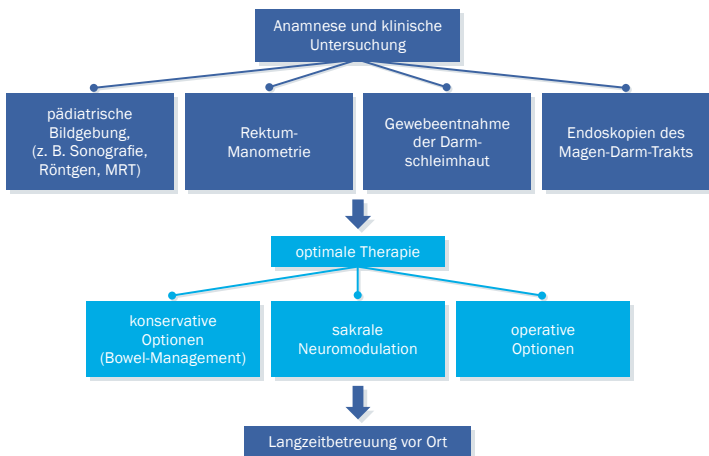 Anamnese und klinische
Untersuchung
pädiatrische
Bildgebung,
(z. B. Sonografie,
Röntgen, MRT)
Rektum-
Manometrie
Gewebeentnahme
der Darm-
schleimhaut
Endoskopien des
Magen-Darm-Trakts
optimale Therapie
konservative
Optionen
(Bowel-Management)
sakrale
Neuromodulation
operative
Optionen
Langzeitbetreuung vor Ort